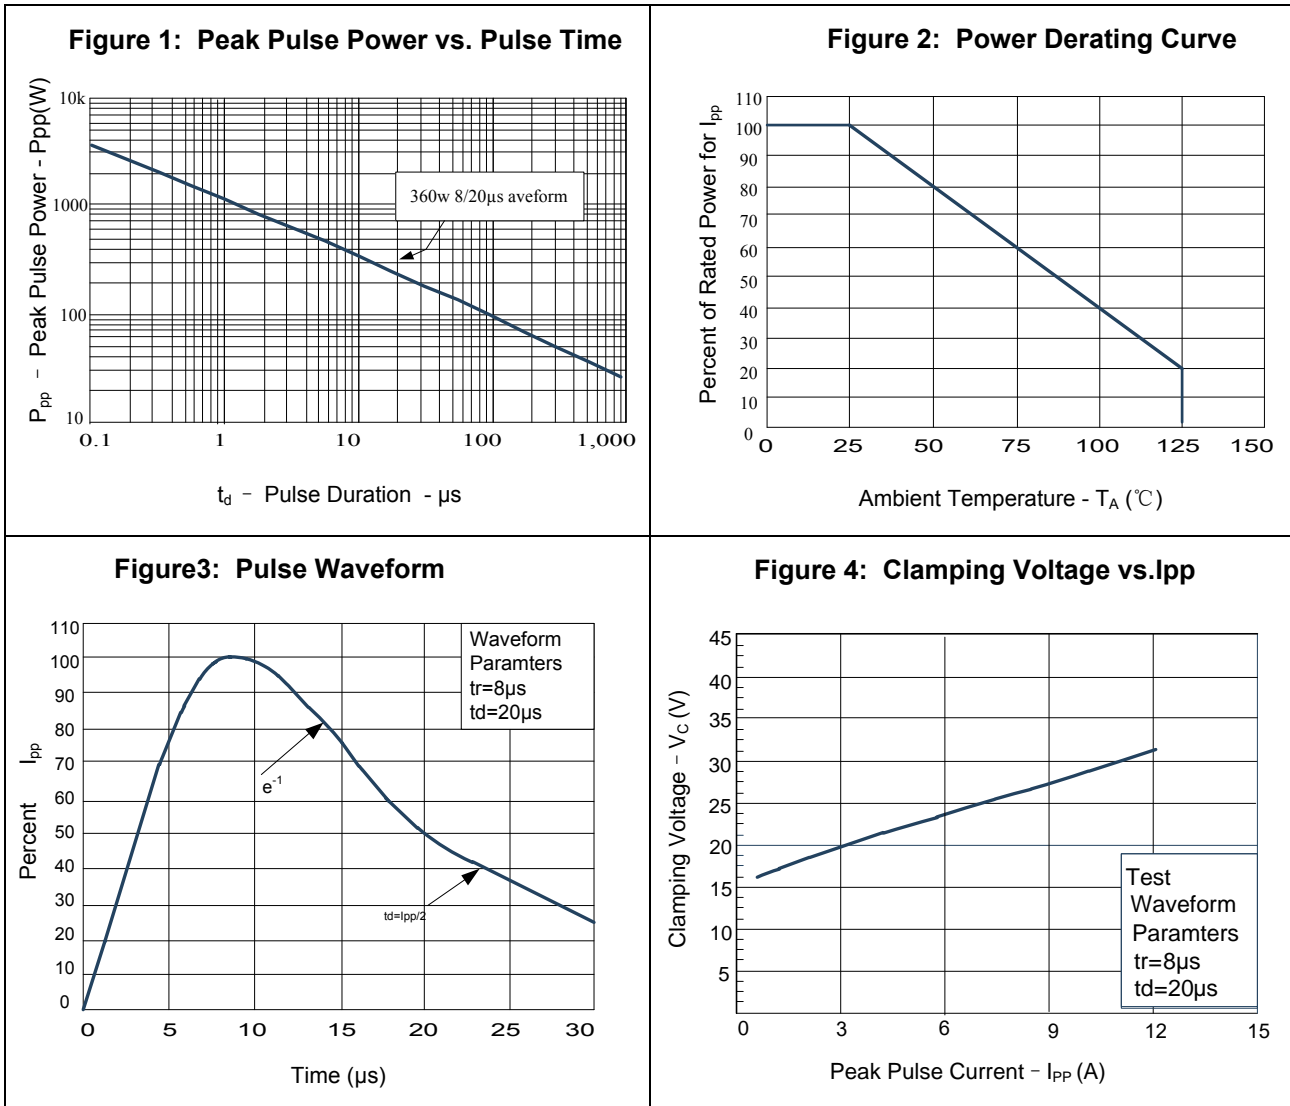 Figure 1: Peak Pulse Power vs. Pulse Time
Ppp – Peak Pulse Power - Ppp(W)
10k
1000
100
10
360w 8/20µs aveform
0.1 1 10 100 1,000
td – Pulse Duration - µs
Figure 2: Power Derating Curve
Percent of Rated Power for Ipp
110
100
90
80
70
60
50
40
30
20
10
0
0 25 50 75 100 125 150
Ambient Temperature - TA (℃)
Figure3: Pulse Waveform
Percent Ipp
110
100
90
80
70
60
50
40
30
20
10
0
Waveform
Paramters
tr=8µs
td=20µs
e-1
td=Ipp/2
0 5 10 15 20 25 30
Time (µs)
Figure 4: Clamping Voltage vs.Ipp
Clamping Voltage – VC (V)
45
40
35
30
25
20
15
10
5
Test
Waveform
Paramters
tr=8µs
td=20µs
0 3 6 9 12 15
Peak Pulse Current – IPP (A)